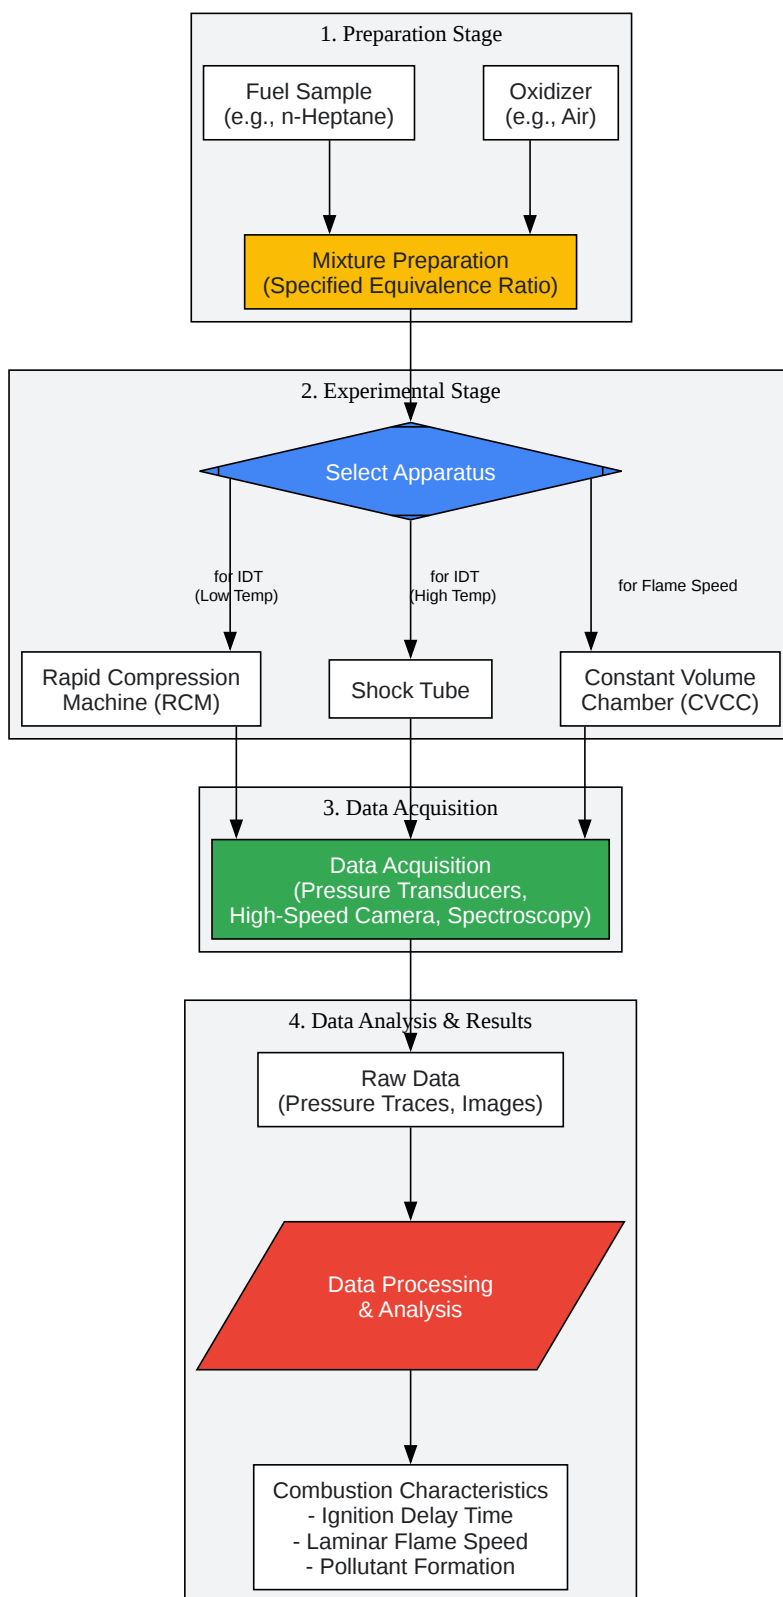 1. Preparation Stage
Fuel Sample
(e.g., n-Heptane)
Oxidizer
(e.g., Air)
Mixture Preparation
(Specified Equivalence Ratio)
2. Experimental Stage
Select Apparatus
for IDT
(Low Temp)
for IDT
(High Temp)
for Flame Speed
Rapid Compression
Machine (RCM)
Shock Tube
Constant Volume
Chamber (CVCC)
3. Data Acquisition
Data Acquisition
(Pressure Transducers,
High-Speed Camera, Spectroscopy)
4. Data Analysis & Results
Raw Data
(Pressure Traces, Images)
Data Processing
& Analysis
Combustion Characteristics
- Ignition Delay Time
- Laminar Flame Speed
- Pollutant Formation